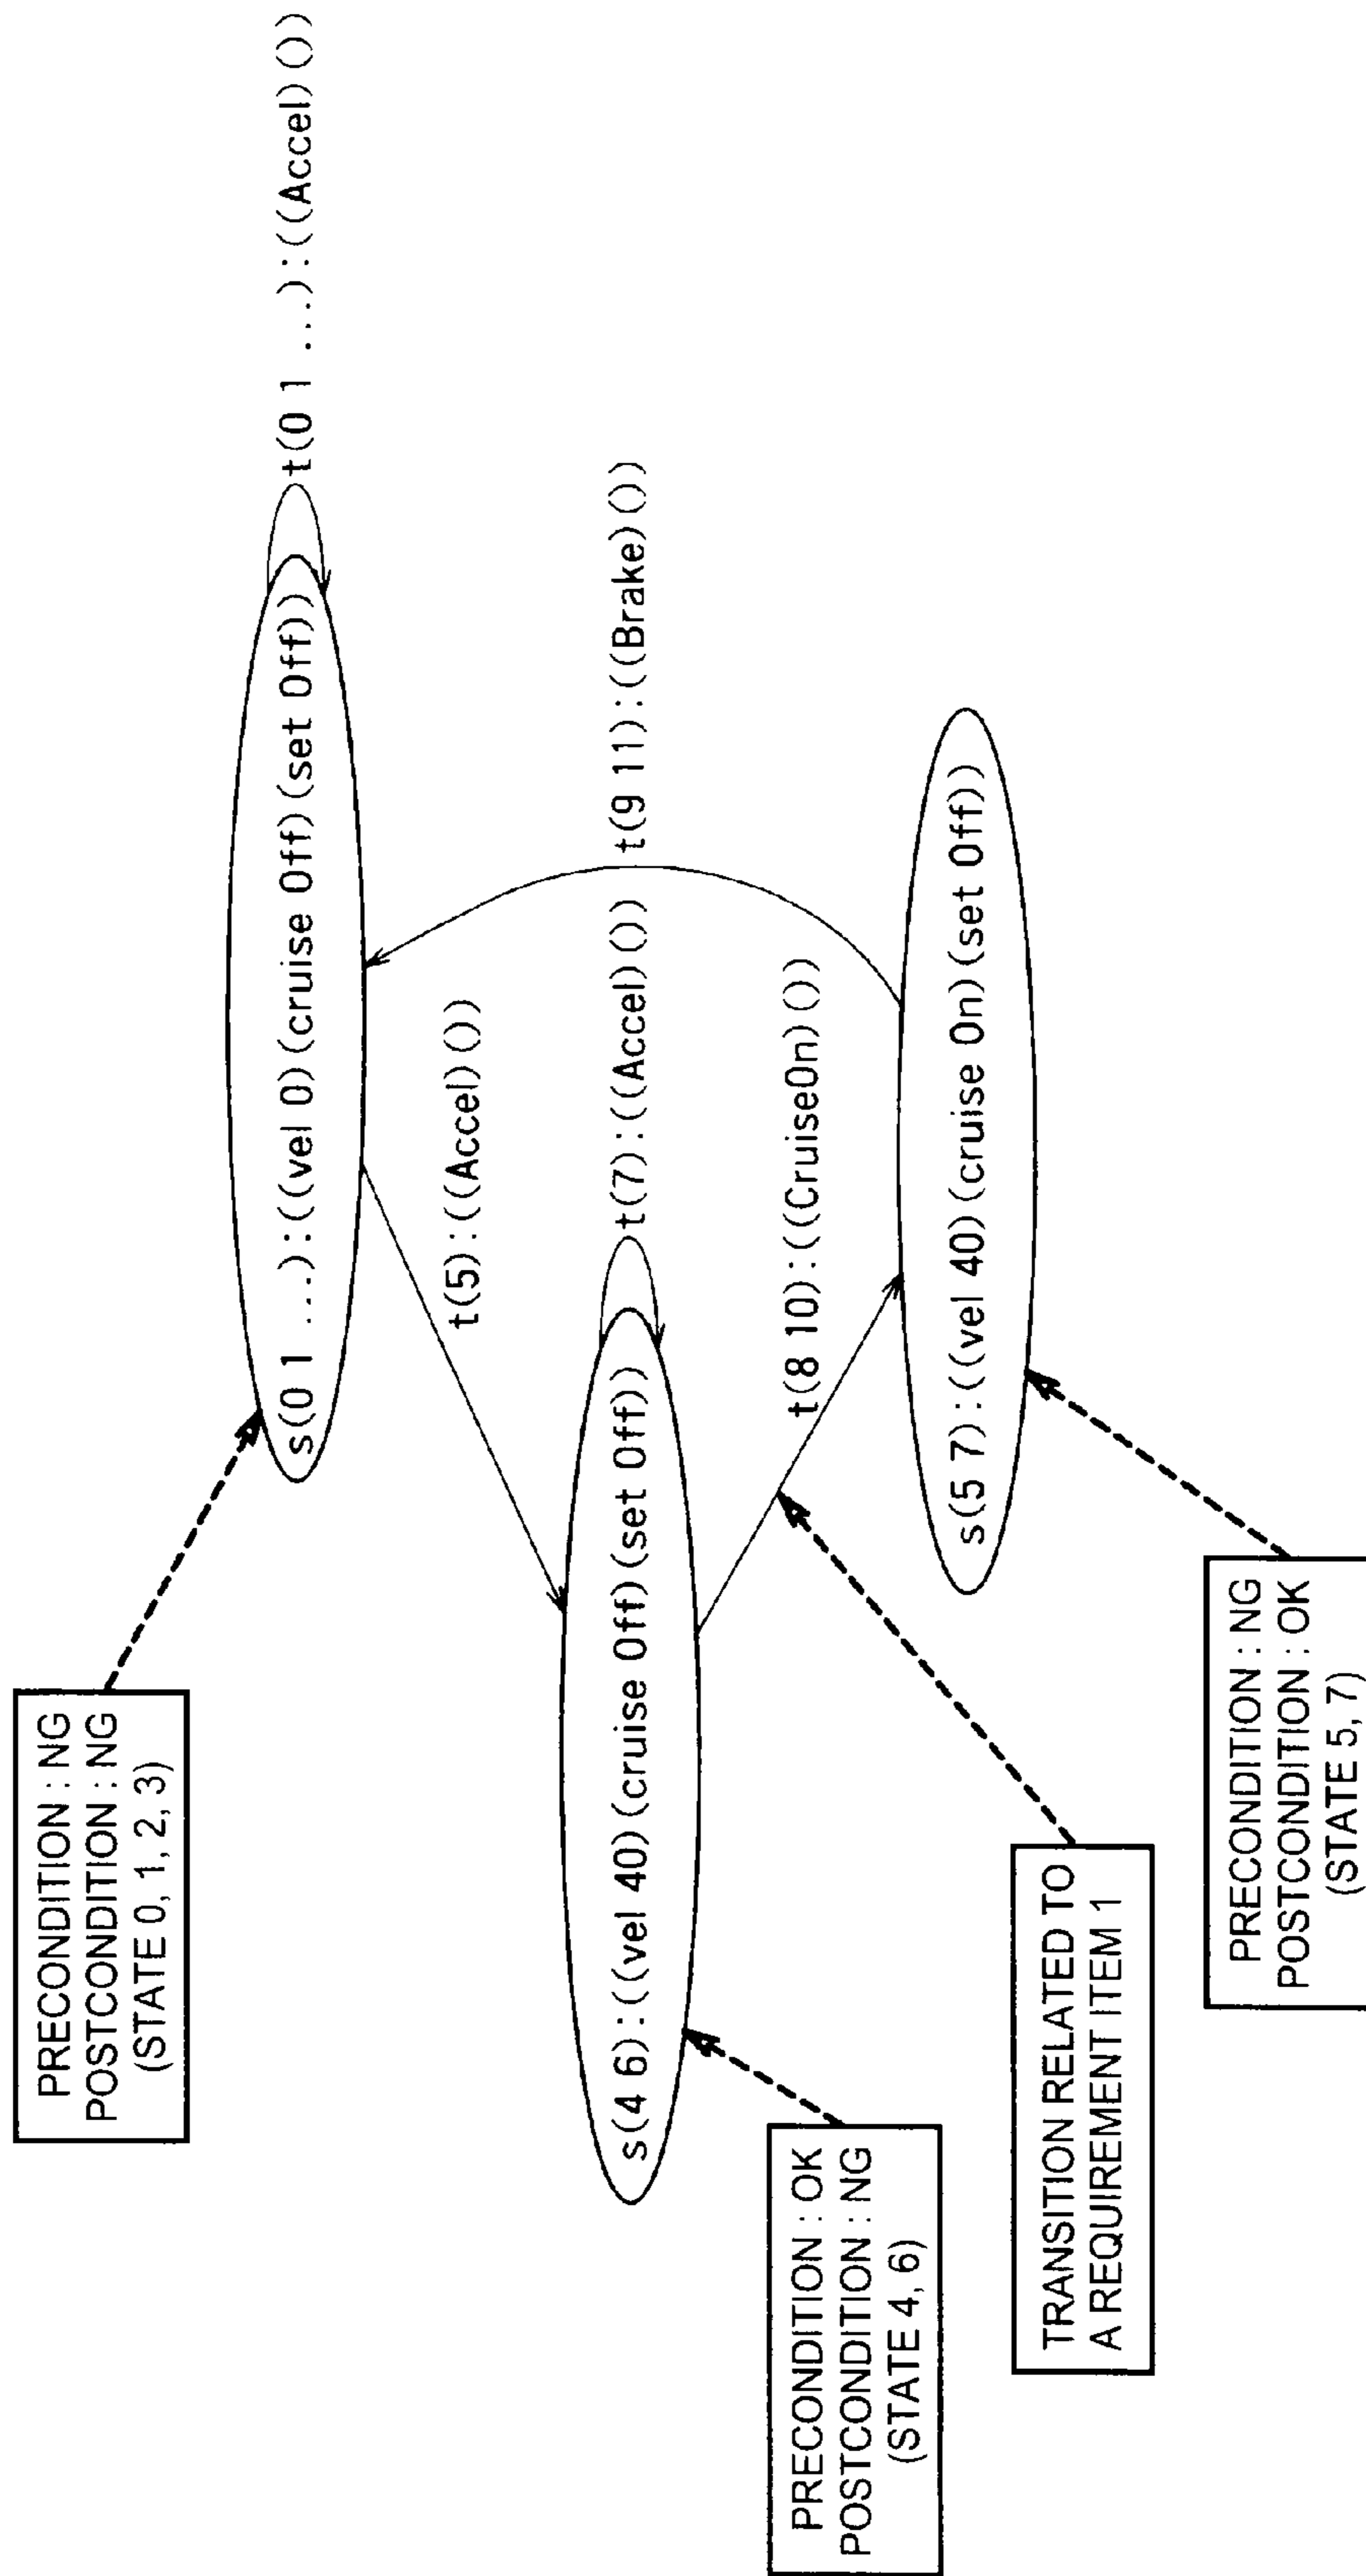 PRECONDITION : NG
POSTCONDITION : NG
(STATE 0, 1, 2, 3)
s(0 1 ...):((vel 0)(cruise Off)(set Off))
t(0 1 ...):((Accel)())
t(5):((Accel)())
s(4 6):((vel 40)(cruise Off)(set Off))
t(7):((Accel)())
t(9 11):((Brake)())
PRECONDITION : OK
POSTCONDITION : NG
(STATE 4, 6)
t(8 10):((CruiseOn)())
s(5 7):((vel 40)(cruise On)(set Off))
TRANSITION RELATED TO
A REQUIREMENT ITEM 1
PRECONDITION : NG
POSTCONDITION : OK
(STATE 5, 7)